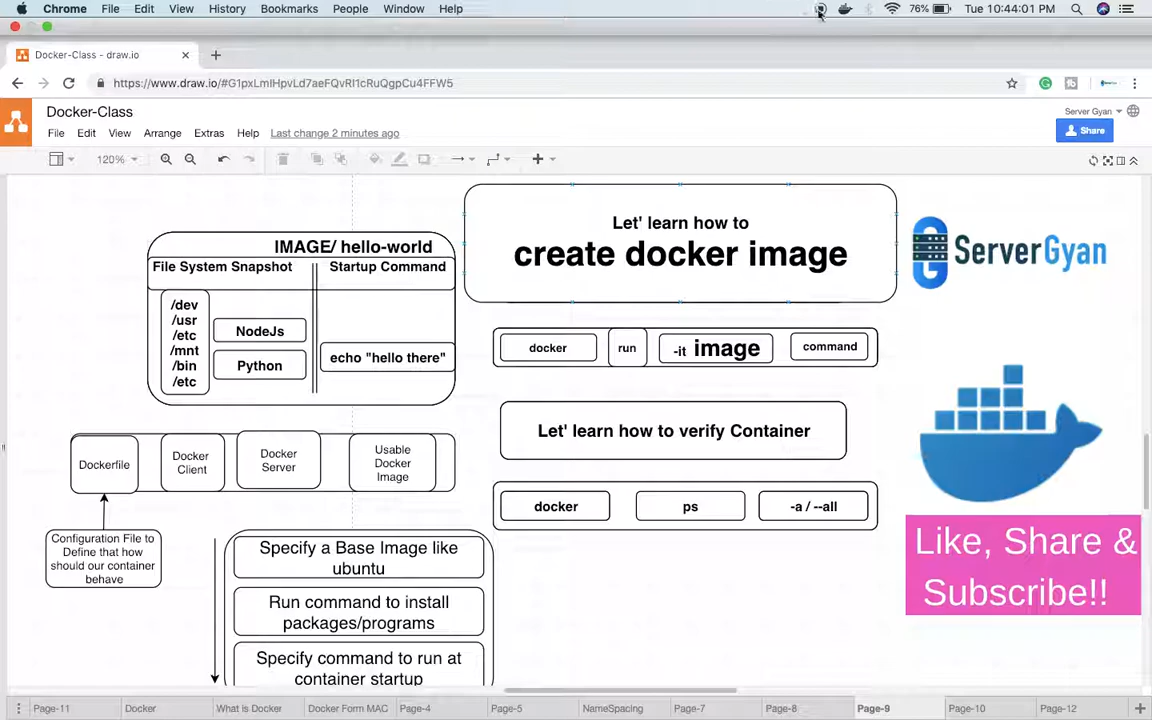 Chrome File Edit View History Bookmarks People Window Help 76% Tue 10:44:01 PM
Docker-Class - draw.io
https://www.draw.io/#G1pxLmIHpvLd7aeFQvRI1cRuQgpCu4FFW5
Docker-Class
Server Gyan
File Edit View Arrange Extras Help Last change 2 minutes ago
Share
120%
IMAGE/ hello-world
File System Snapshot Startup Command
/dev
/usr
/etc
/mnt
/bin
/etc
NodeJs
Python
echo "hello there"
Let' learn how to
create docker image
ServerGyan
docker run -it image command
Let' learn how to verify Container
docker ps -a / --all
Dockerfile
Docker
Client
Docker
Server
Usable
Docker
Image
Configuration File to
Define that how
should our container
behave
Specify a Base Image like
ubuntu
Run command to install
packages/programs
Specify command to run at
container startup
Like, Share &
Subscribe!!
Page-11 Docker What is Docker Docker Form MAC Page-4 Page-5 NameSpacing Page-7 Page-8 Page-9 Page-10 Page-12